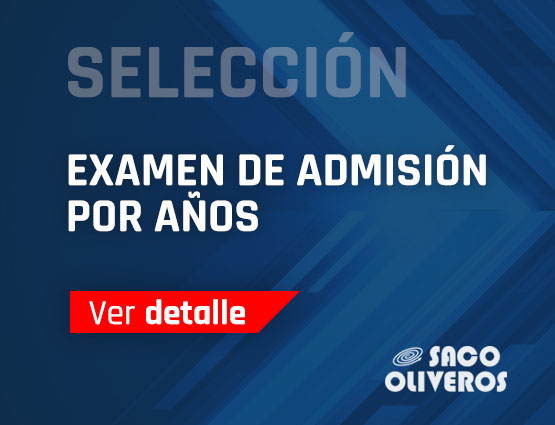 SELECCIÓN
EXAMEN DE ADMISIÓN
POR AÑOS
Ver detalle
SACO
OLIVEROS